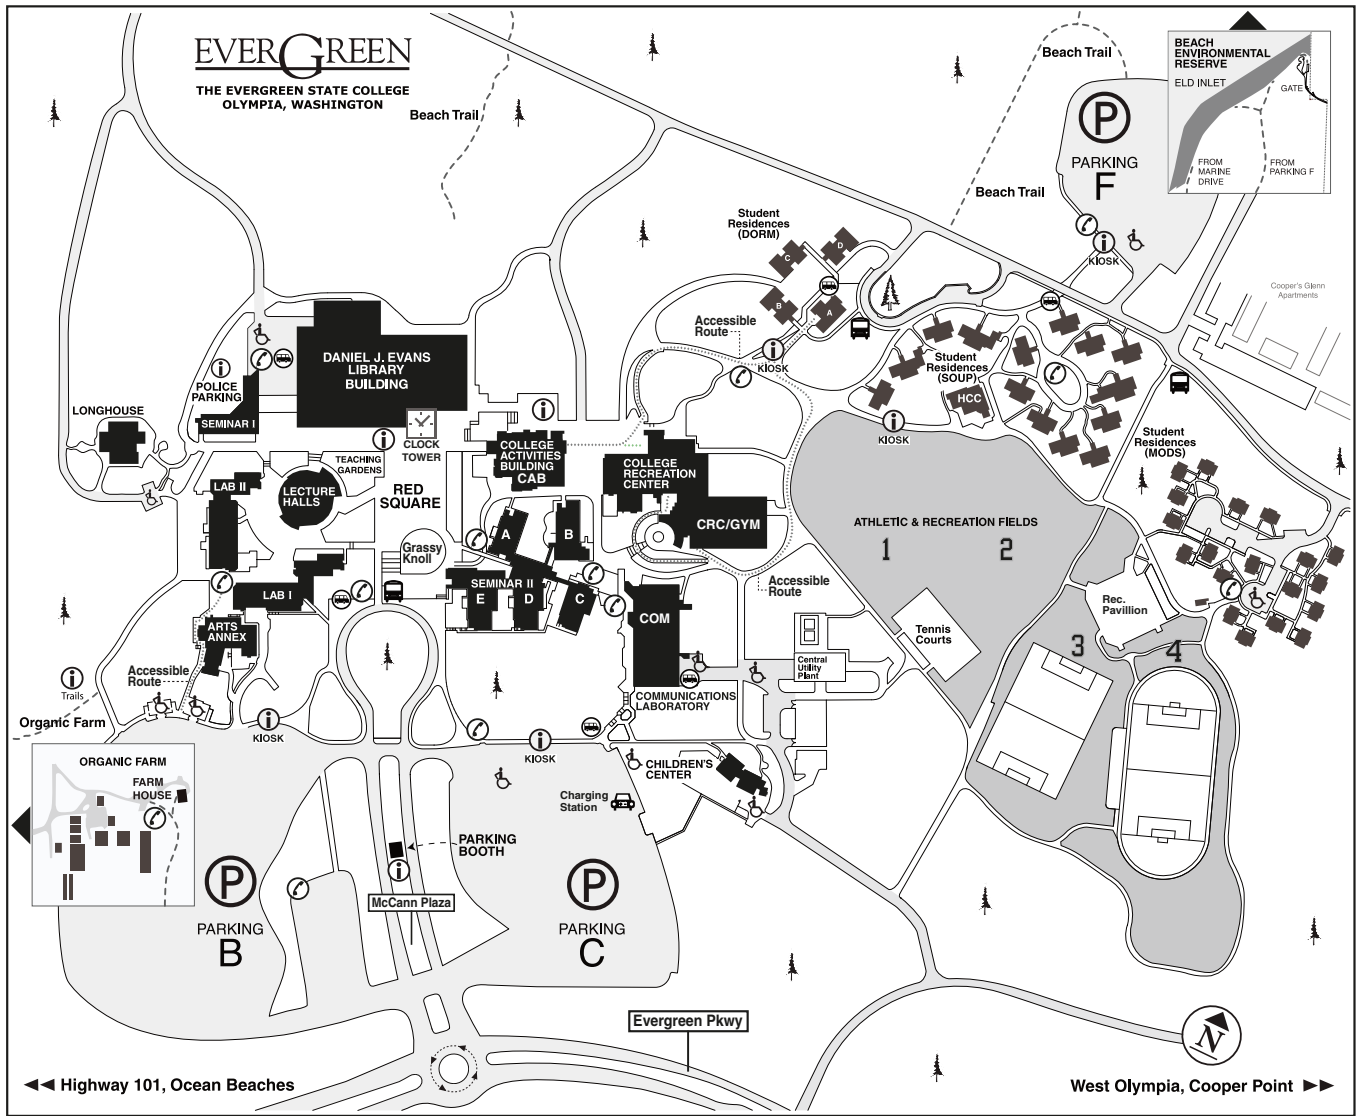 EVERGREEN
THE EVERGREEN STATE COLLEGE
OLYMPIA, WASHINGTON
Beach Trail
Beach Trail
Beach Trail
P
PARKING
F
KIOSK
BEACH
ENVIRONMENTAL
RESERVE
ELD INLET
GATE
FROM
MARINE
DRIVE
FROM
PARKING F
Cooper's Glenn
Apartments
Student
Residences
(DORM)
C
D
B
A
Accessible
Route
KIOSK
Student
Residences
(SOUP)
HCC
KIOSK
Student
Residences
(MODS)
DANIEL J. EVANS
LIBRARY
BUILDING
POLICE
PARKING
SEMINAR I
LONGHOUSE
CLOCK
TOWER
TEACHING
GARDENS
RED
SQUARE
LAB II
LECTURE
HALLS
COLLEGE
ACTIVITIES
BUILDING
CAB
COLLEGE
RECREATION
CENTER
CRC/GYM
ATHLETIC & RECREATION FIELDS
1
2
Grassy
Knoll
A
B
SEMINAR II
E
D
C
LAB I
ARTS
ANNEX
Accessible
Route
COM
Accessible
Route
Central
Utility
Plant
Tennis
Courts
Rec.
Pavillion
3
4
Trails
Organic Farm
KIOSK
KIOSK
COMMUNICATIONS
LABORATORY
CHILDREN'S
CENTER
Charging
Station
ORGANIC FARM
FARM
HOUSE
PARKING
BOOTH
McCann Plaza
P
PARKING
B
P
PARKING
C
Evergreen Pkwy
N
Highway 101, Ocean Beaches
West Olympia, Cooper Point